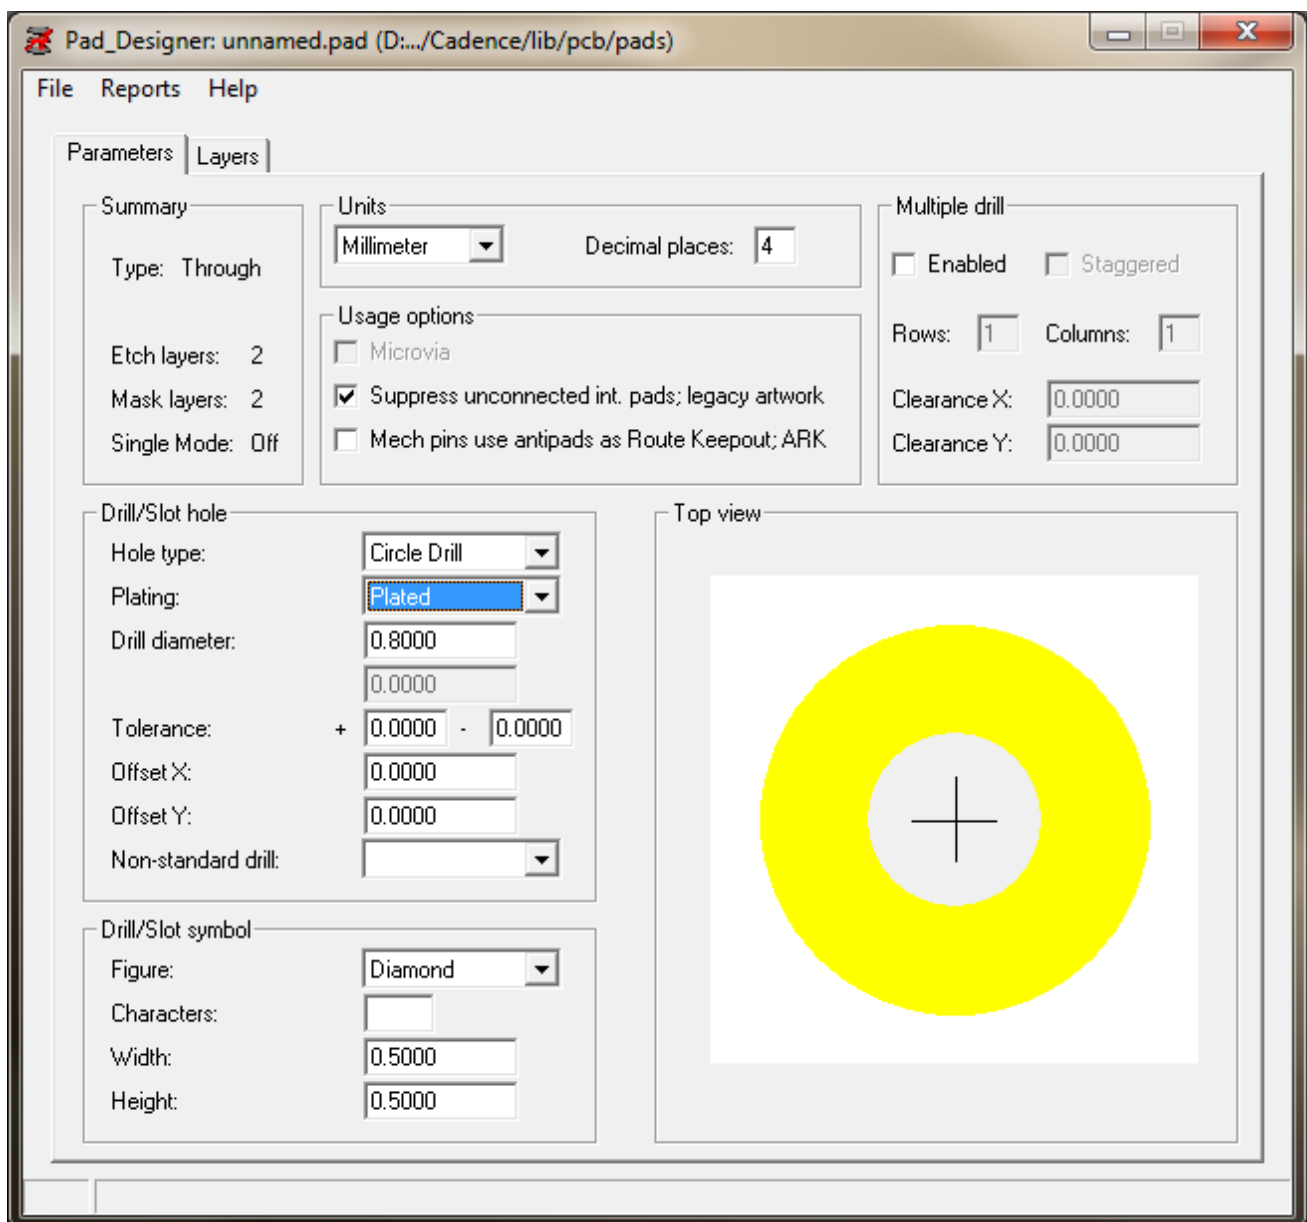 Pad_Designer: unnamed.pad (D:.../Cadence/lib/pcb/pads)
File Reports Help
Parameters Layers
Summary
Type: Through
Etch layers: 2
Mask layers: 2
Single Mode: Off
Units
Millimeter Decimal places: 4
Usage options
Microvia
Suppress unconnected int. pads; legacy artwork
Mech pins use antipads as Route Keepout; ARK
Multiple drill
Enabled Staggered
Rows: 1 Columns: 1
Clearance X: 0.0000
Clearance Y: 0.0000
Drill/Slot hole
Hole type: Circle Drill
Plating: Plated
Drill diameter: 0.8000
0.0000
Tolerance: + 0.0000 - 0.0000
Offset X: 0.0000
Offset Y: 0.0000
Non-standard drill:
Drill/Slot symbol
Figure: Diamond
Characters:
Width: 0.5000
Height: 0.5000
Top view